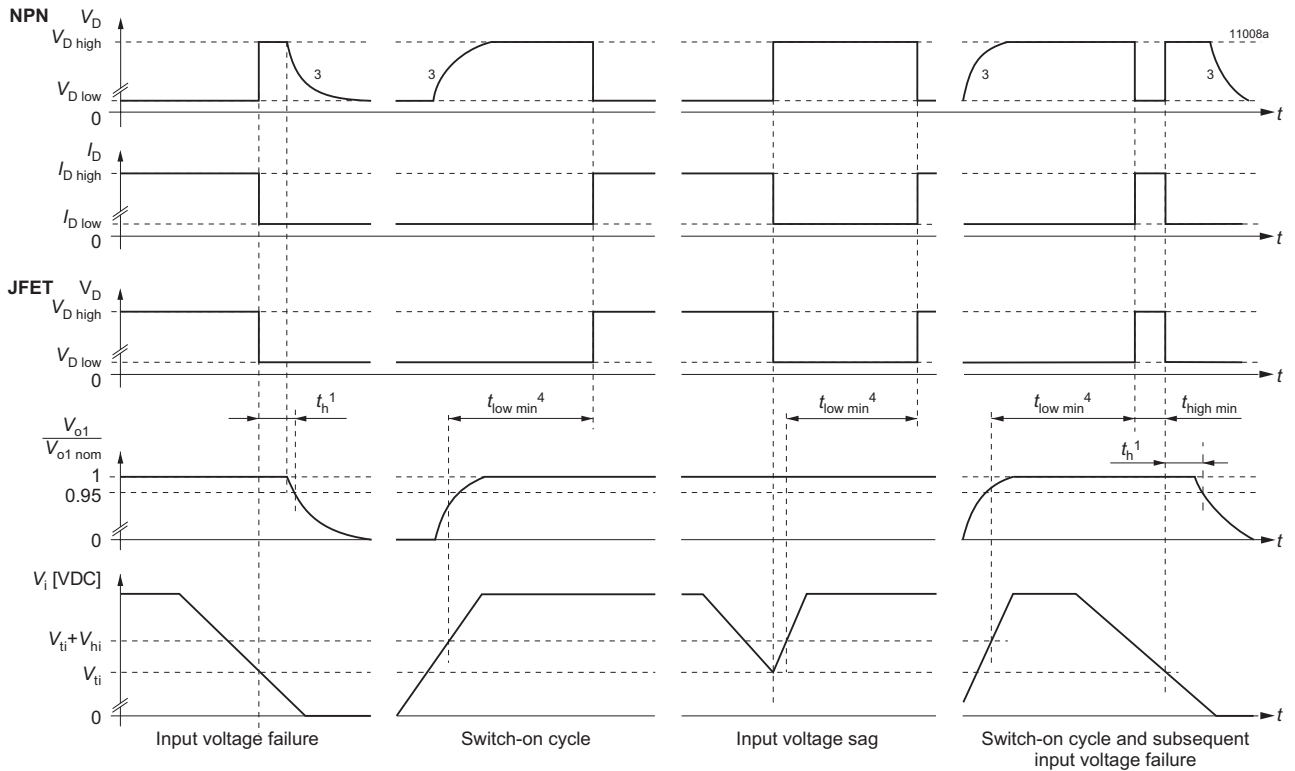 NPN
V_D
V_D high
11008a
3
3
3
3
V_D low
0
t
I_D
I_D high
I_D low
0
t
JFET V_D
V_D high
V_D low
0
t
t_h^1
t_low min^4
t_low min^4
t_low min^4
t_high min
V_o1
V_o1 nom
t_h^1
1
0.95
0
t
V_i [VDC]
V_ti+V_hi
V_ti
0
t
Input voltage failure
Switch-on cycle
Input voltage sag
Switch-on cycle and subsequent
input voltage failure